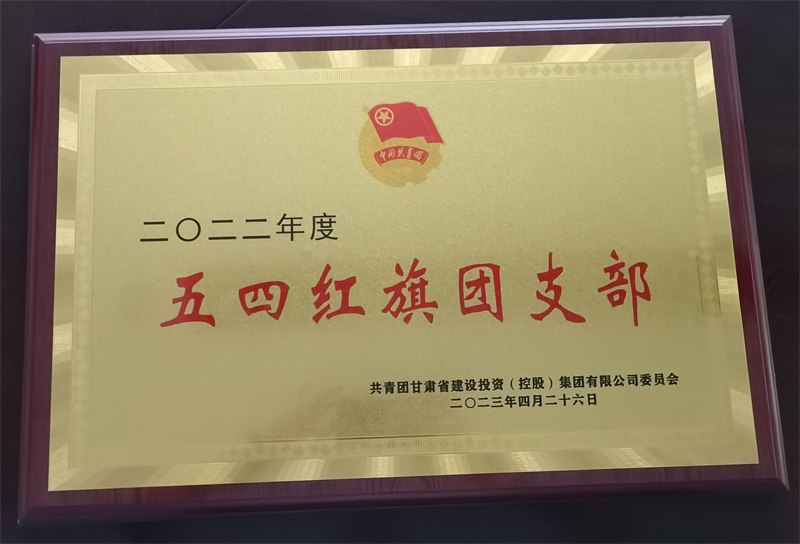 中国共青团
二〇二二年度
五四红旗团支部
共青团甘肃省建设投资（控股）集团有限公司委员会
二〇二三年四月二十六日